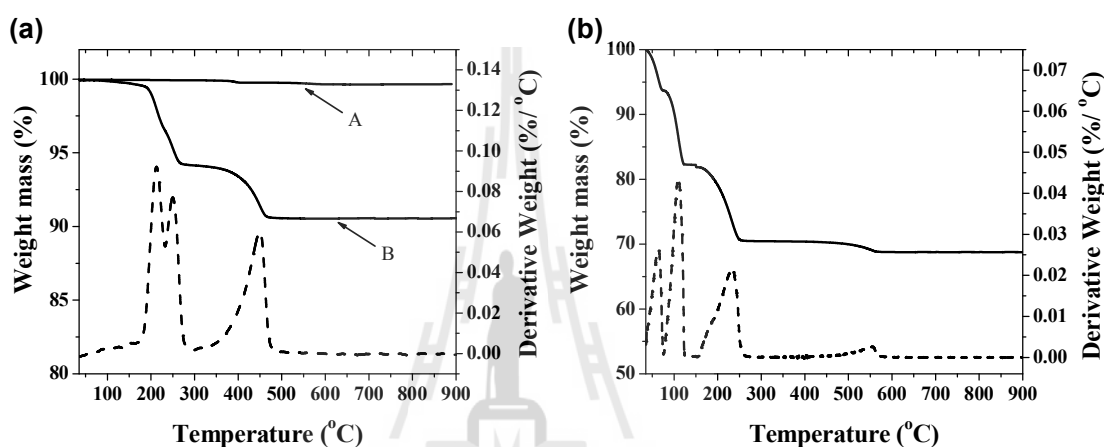 (a)
100
95
90
85
80
Weight mass (%)
0.14
0.12
0.10
0.08
0.06
0.04
0.02
0.00
Derivative Weight (%/ °C)
A
B
100 200 300 400 500 600 700 800 900
Temperature (°C)
(b)
100
90
80
70
60
50
Weight mass (%)
0.07
0.06
0.05
0.04
0.03
0.02
0.01
0.00
Derivative Weight (%/ °C)
100 200 300 400 500 600 700 800 900
Temperature (°C)